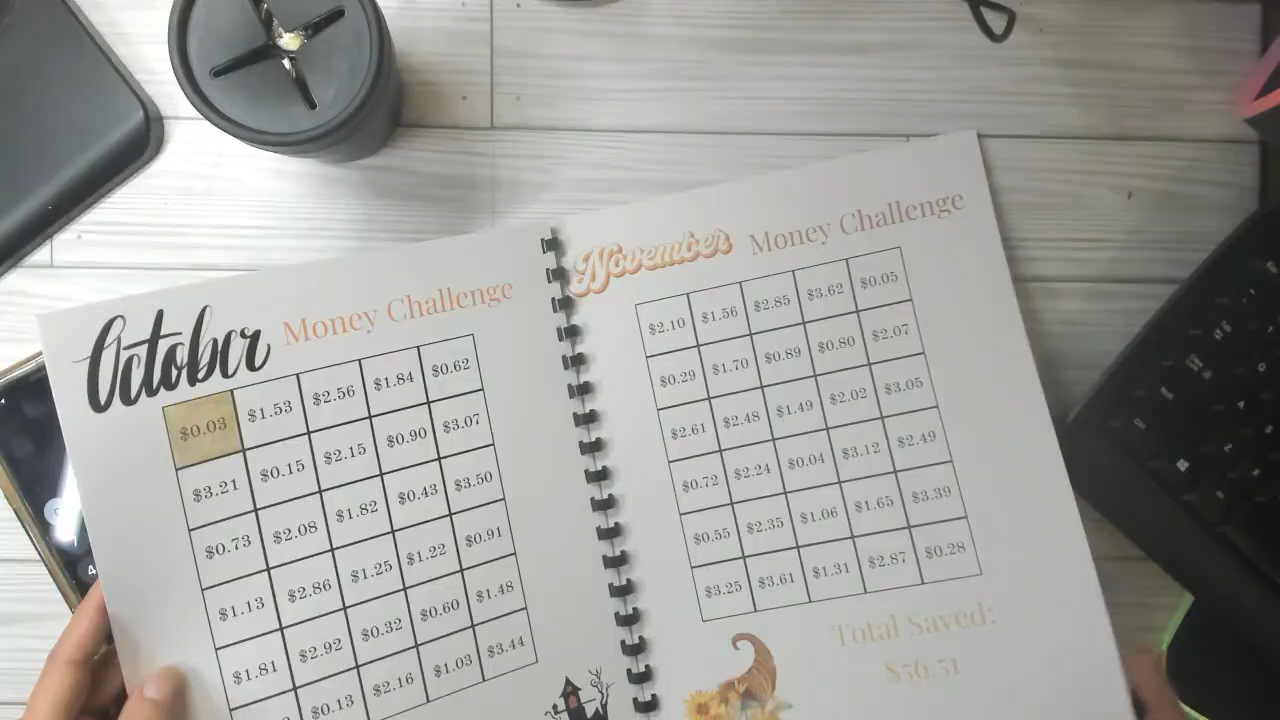 October Money Challenge
$0.03 $1.53 $2.56 $1.84 $0.62
$3.21 $0.15 $2.15 $0.90 $3.07
$0.73 $2.08 $1.82 $0.43 $3.50
$1.13 $2.86 $1.25 $1.22 $0.91
$1.81 $2.92 $0.32 $0.60 $1.48
$0.13 $2.16 $1.03 $3.44
November Money Challenge
$2.10 $1.56 $2.85 $3.62 $0.05
$0.29 $1.70 $0.89 $0.80 $2.07
$2.61 $2.48 $1.49 $2.02 $3.05
$0.72 $2.24 $0.04 $3.12 $2.49
$0.55 $2.35 $1.06 $1.65 $3.39
$3.25 $3.61 $1.31 $2.87 $0.28
Total Saved:
$56.51